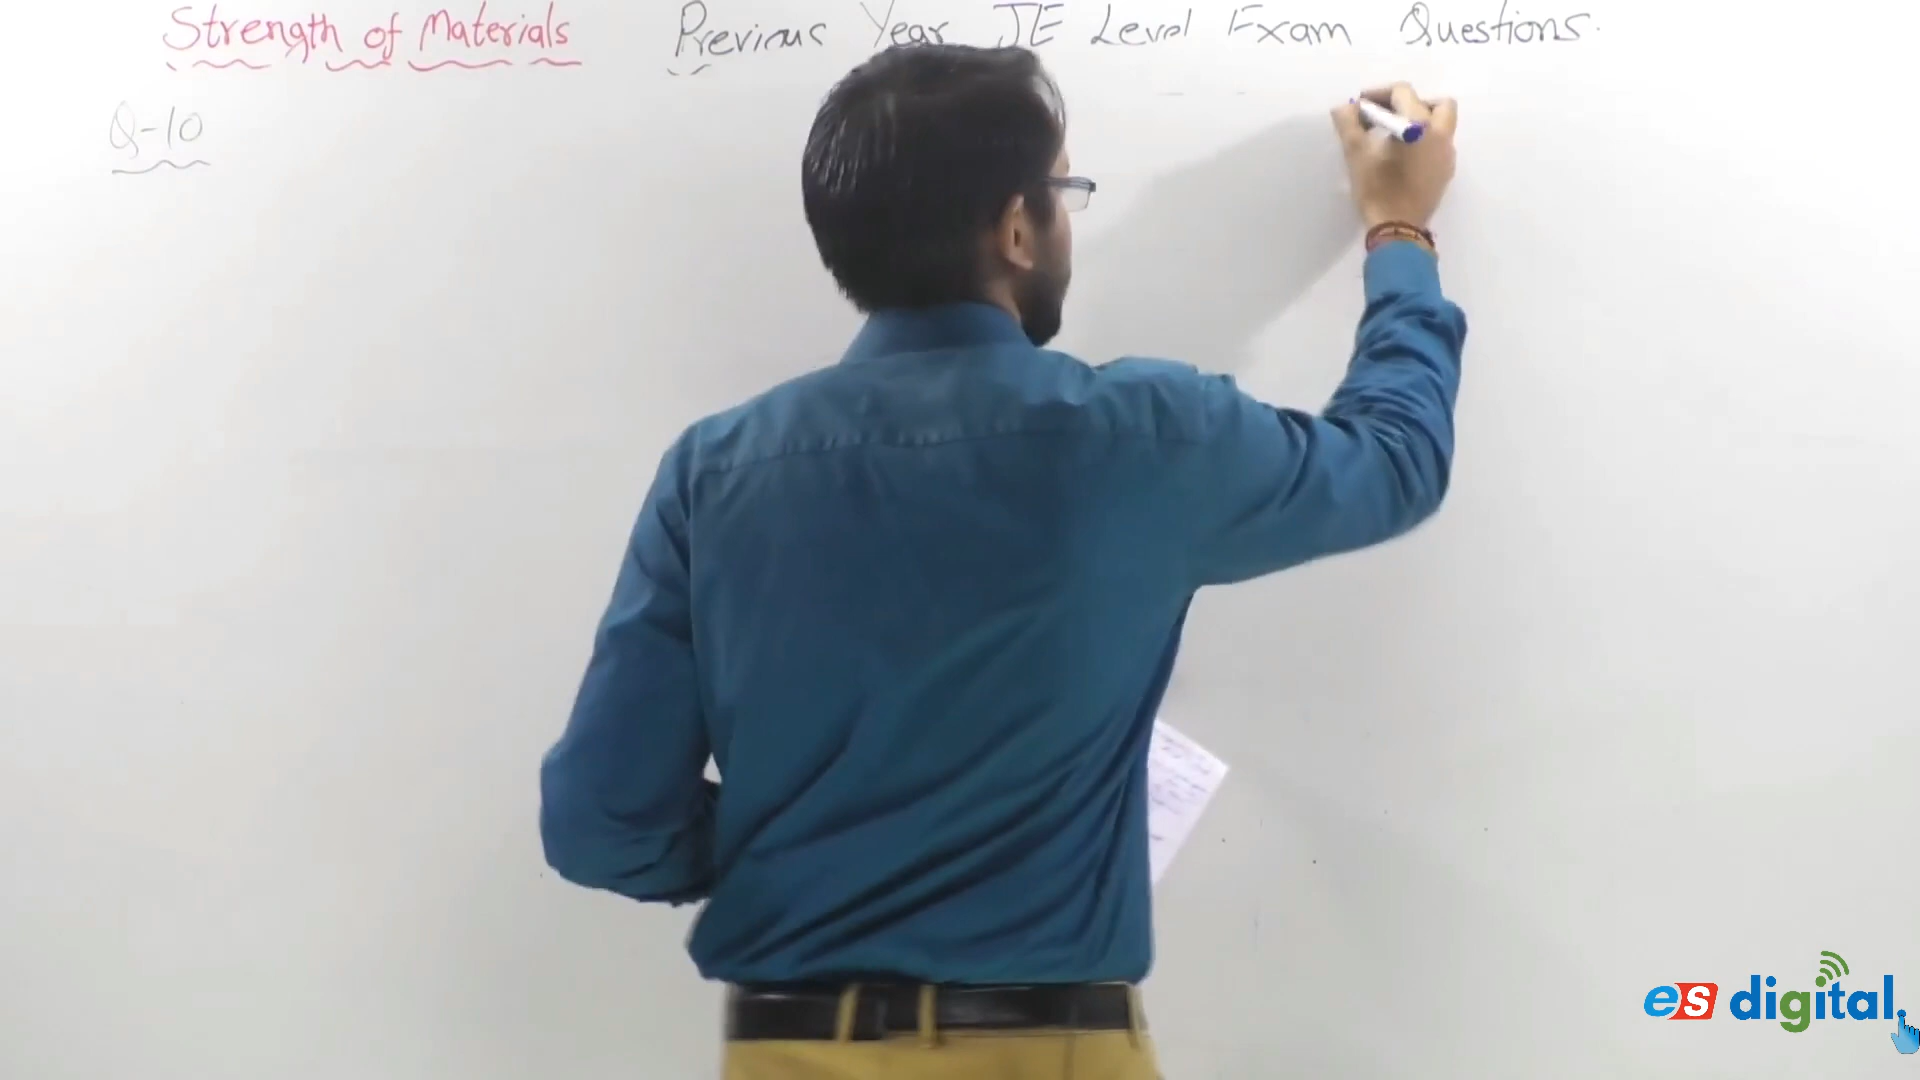 Strength of Materials Previous Year JE Level Exam Questions.
Q-10
es digital.